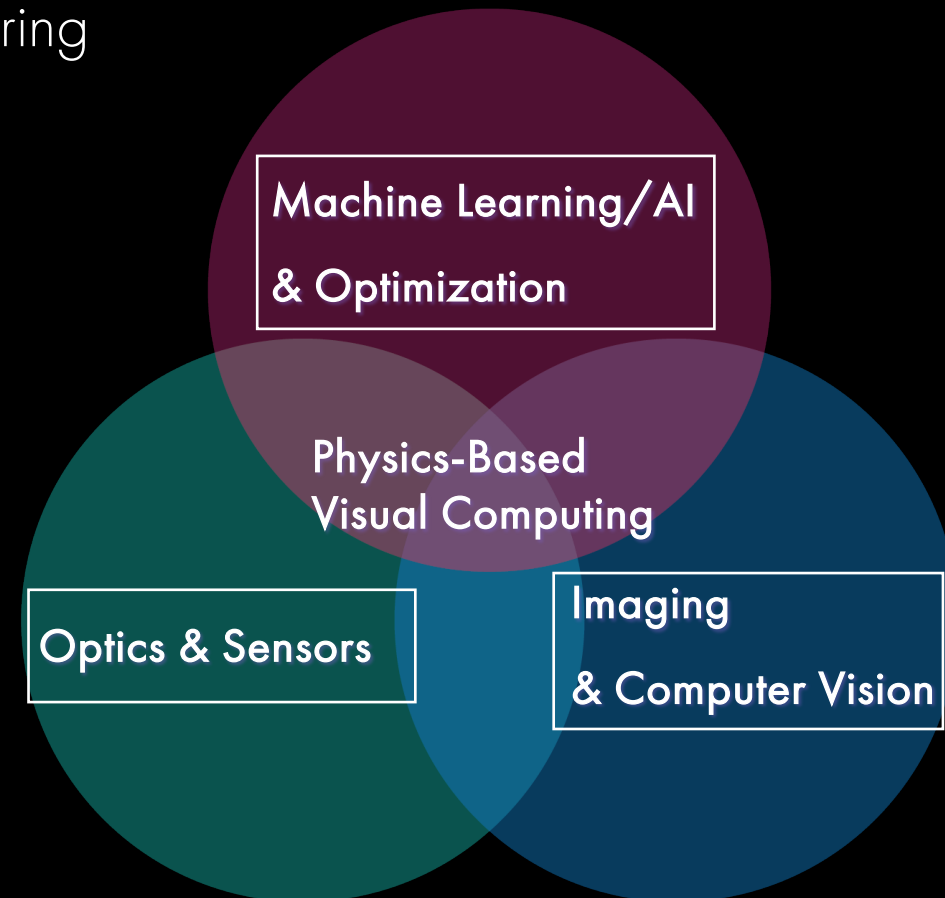 ring
Machine Learning/AI
& Optimization
Physics-Based
Visual Computing
Optics & Sensors
Imaging
& Computer Vision